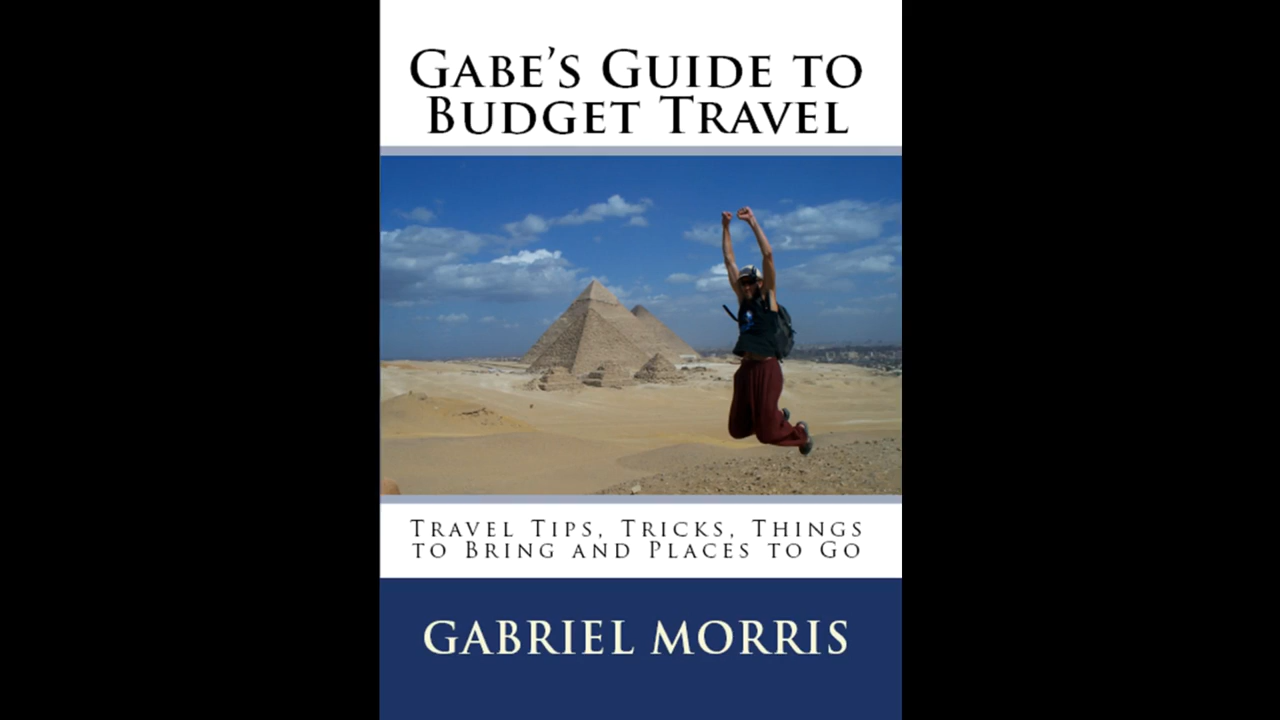 Gabe's Guide to
Budget Travel
Travel Tips, Tricks, Things
to Bring and Places to Go
GABRIEL MORRIS